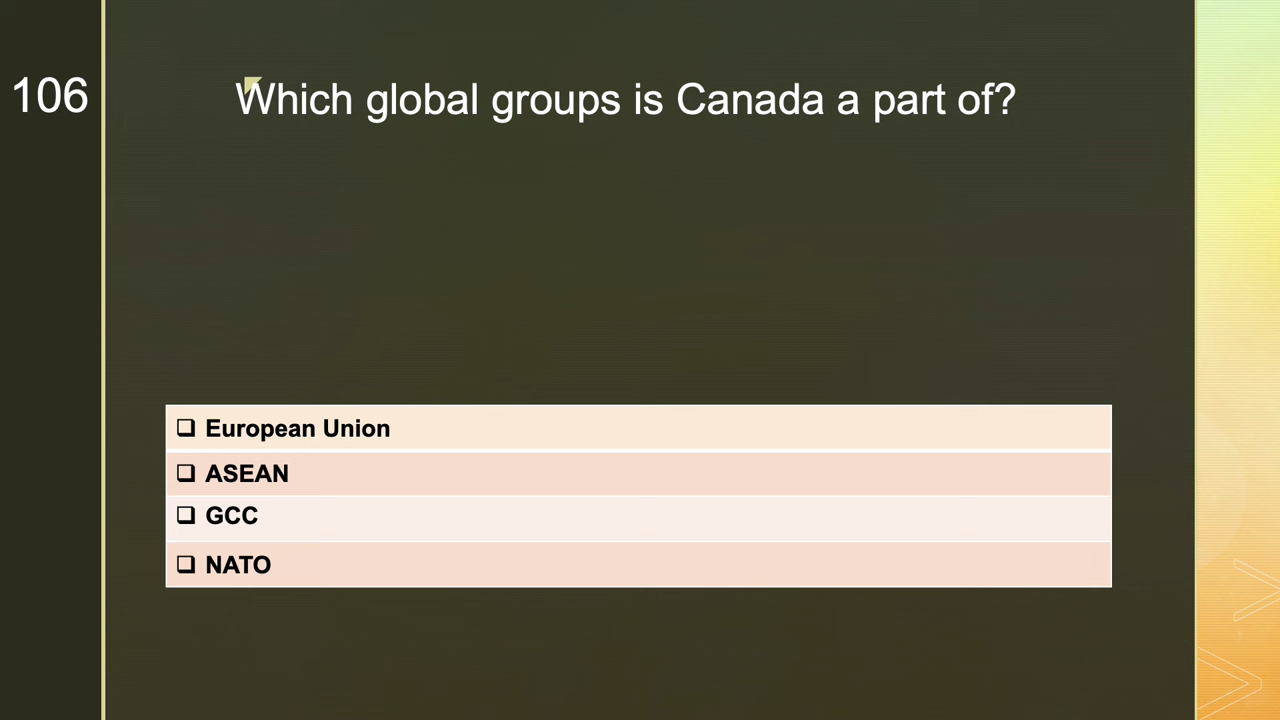 106
Which global groups is Canada a part of?
European Union
ASEAN
GCC
NATO